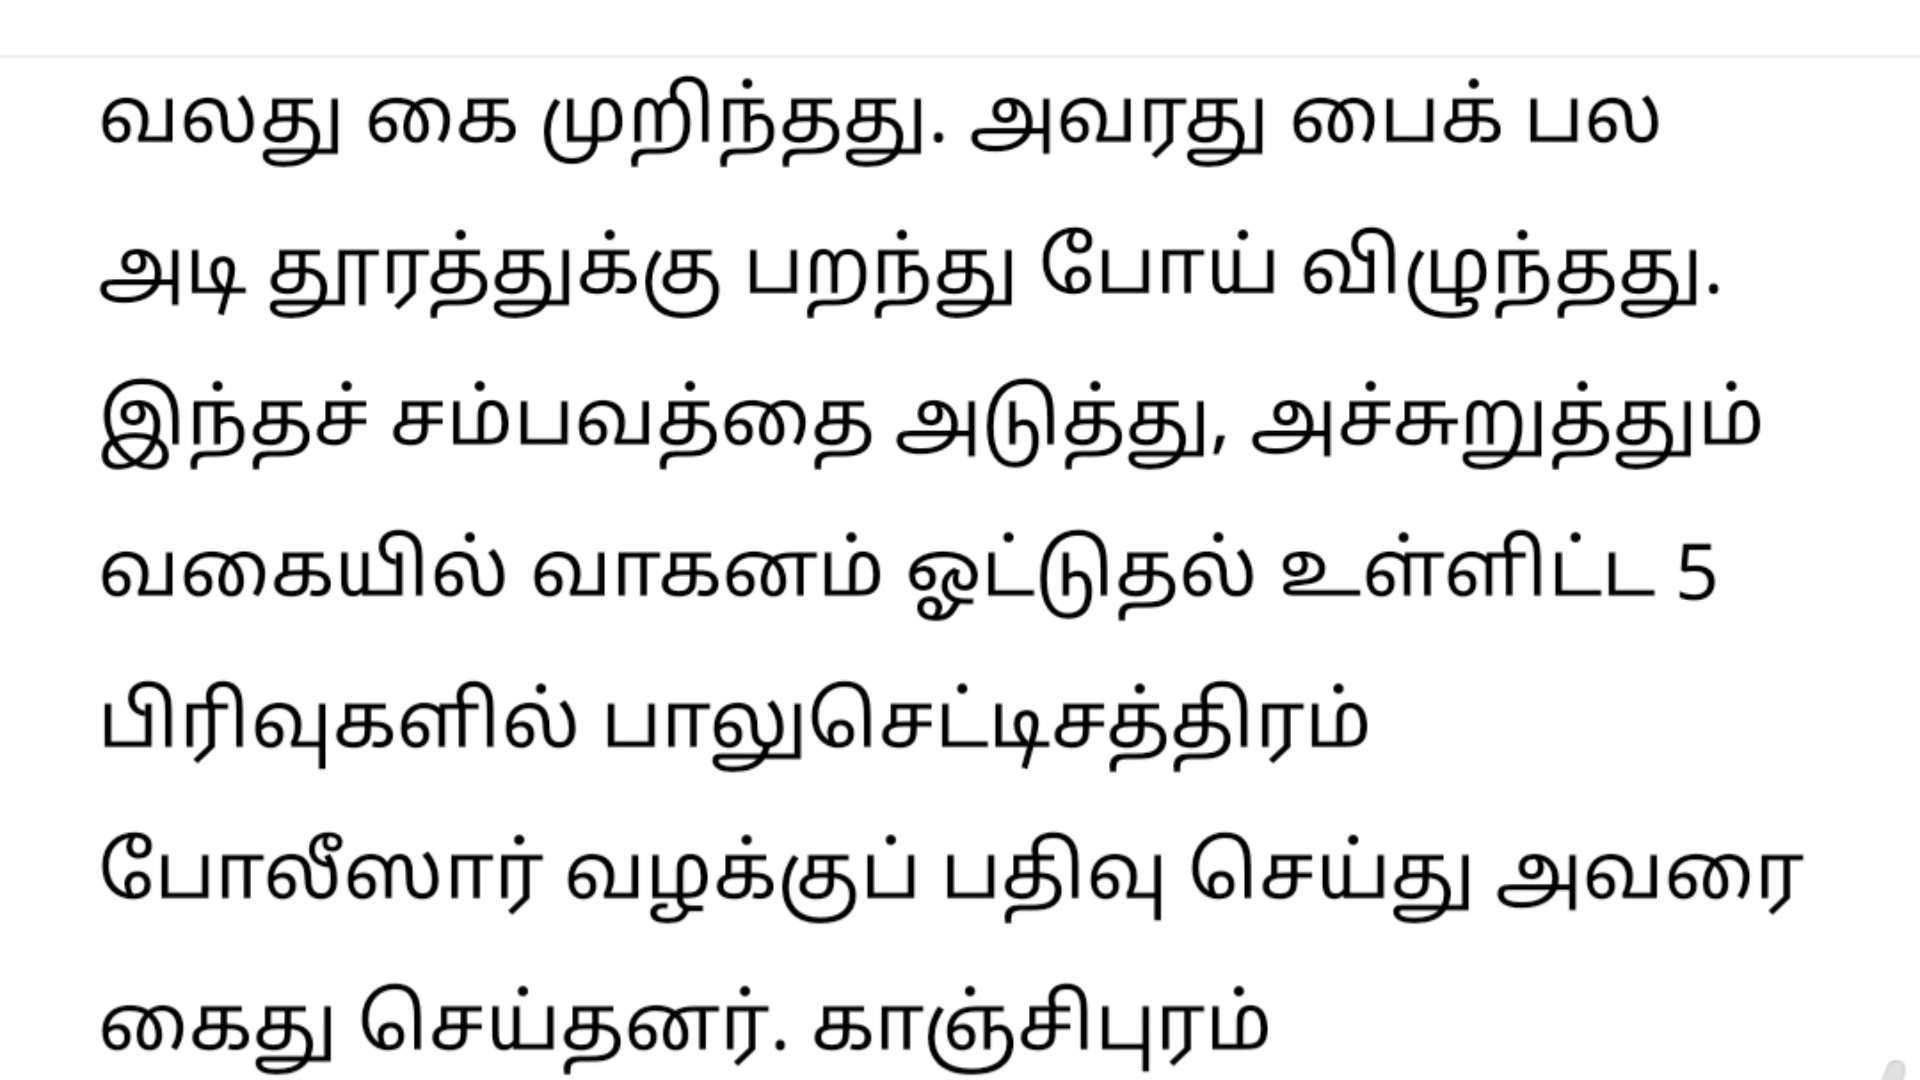 வலது கை முறிந்தது. அவரது பைக் பல
அடி தூரத்துக்கு பறந்து போய் விழுந்தது.
இந்தச் சம்பவத்தை அடுத்து, அச்சுறுத்தும்
வகையில் வாகனம் ஓட்டுதல் உள்ளிட்ட 5
பிரிவுகளில் பாலுசெட்டிசத்திரம்
போலீஸார் வழக்குப் பதிவு செய்து அவரை
கைது செய்தனர். காஞ்சிபுரம்